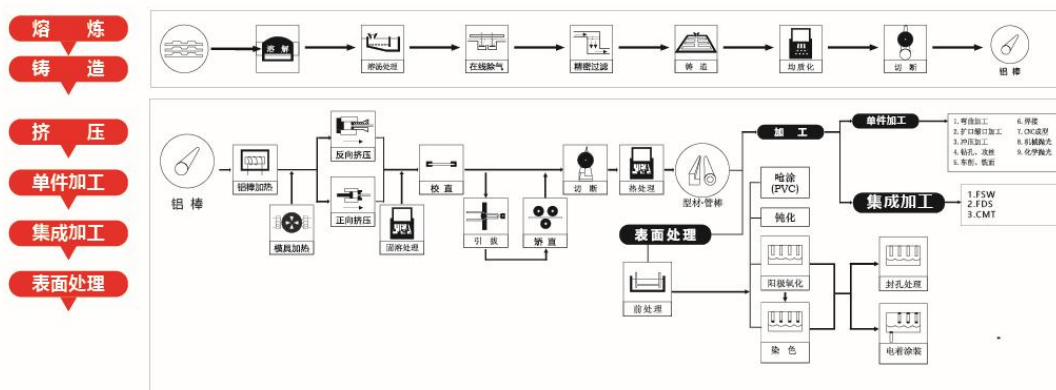 熔 炼
铸 造
挤 压
单件加工
集成加工
表面处理
溶 解
溶汤处理
在线除气
精密过滤
铸 造
均质化
切 断
铝棒
铝 棒
铝棒加热
模具加热
反向挤压
正向挤压
固溶处理
校 直
引 拔
矫 直
切 断
热处理
型材·管棒
加 工
单件加工
1.弯曲加工
2.扩口缩口加工
3.冲压加工
4.钻孔、攻丝
5.车削、铣面
6.焊接
7.CNC成型
8.机械抛光
9.化学抛光
集成加工
1.FSW
2.FDS
3.CMT
表面处理
前处理
喷涂
(PVC)
钝化
阳极氧化
染 色
封孔处理
电着涂装